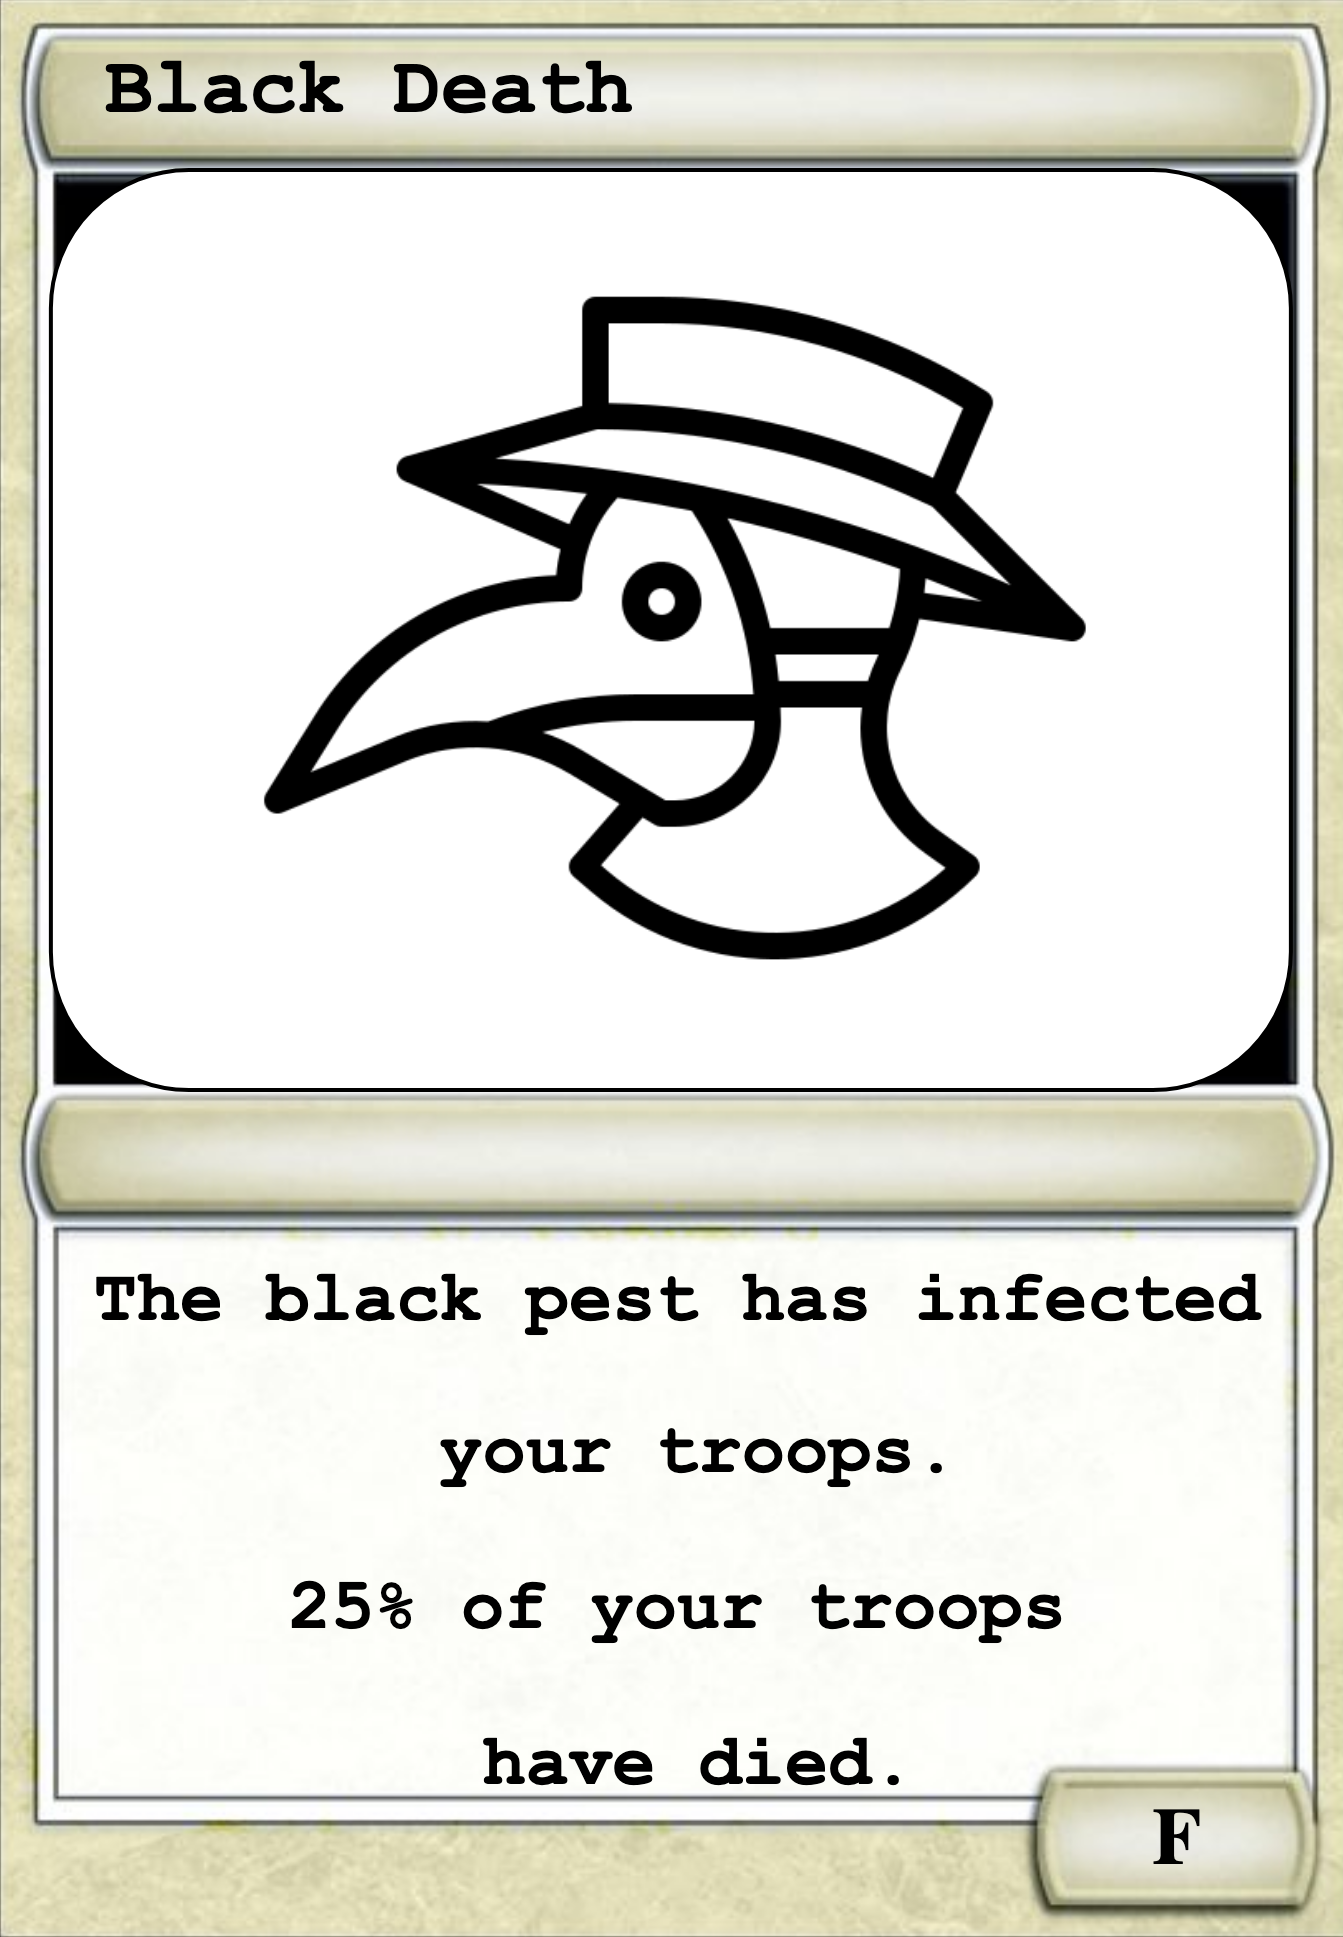 Black Death
The black pest has infected
your troops.
25% of your troops
have died.
F